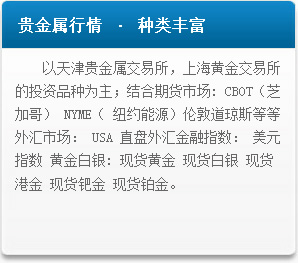 贵金属行情 · 种类丰富
以天津贵金属交易所，上海黄金交易所
的投资品种为主；结合期货市场: CBOT（芝
加哥） NYME（ 纽约能源）伦敦道琼斯等等
外汇市场： USA 直盘外汇金融指数： 美元
指数 黄金白银: 现货黄金 现货白银 现货
港金 现货钯金 现货铂金。